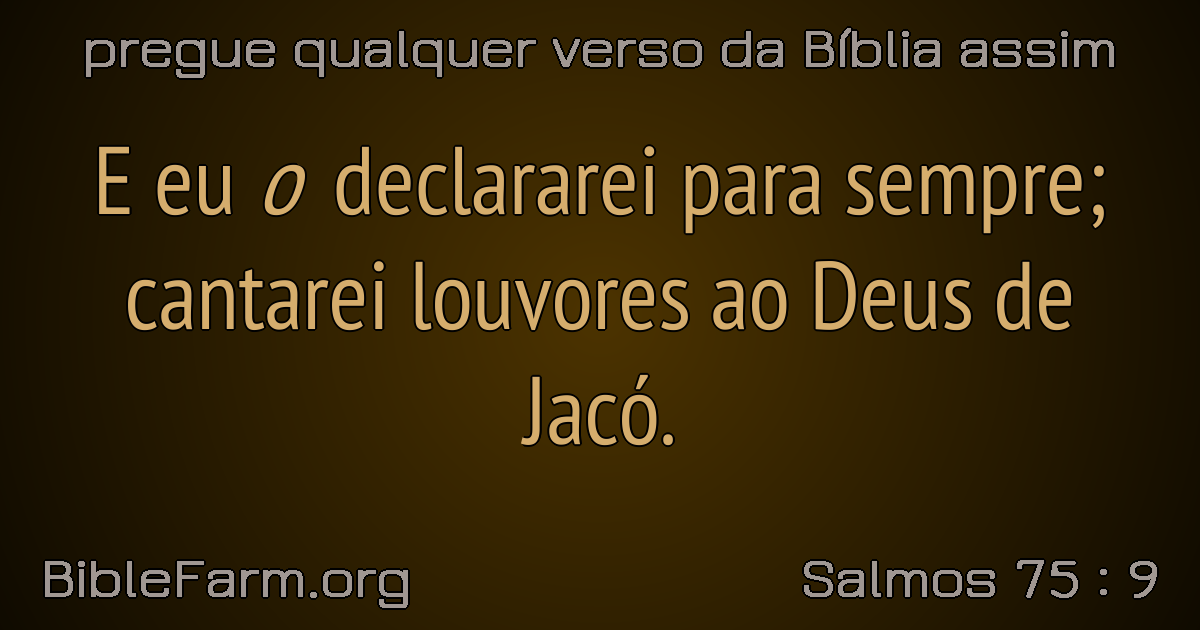 pregue qualquer verso da Bíblia assim
E eu o declararei para sempre;
cantarei louvores ao Deus de
Jacó.
BibleFarm.org
Salmos 75 : 9